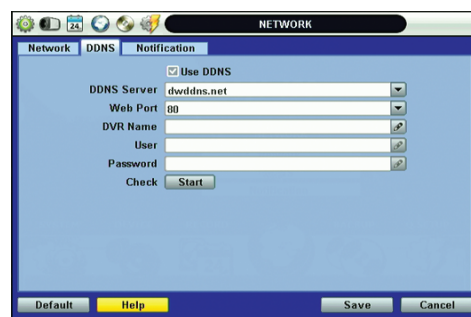 24
NETWORK
Network DDNS Notification
Use DDNS
DDNS Server dwddns.net
Web Port 80
DVR Name
User
Password
Check Start
Default Help Save Cancel